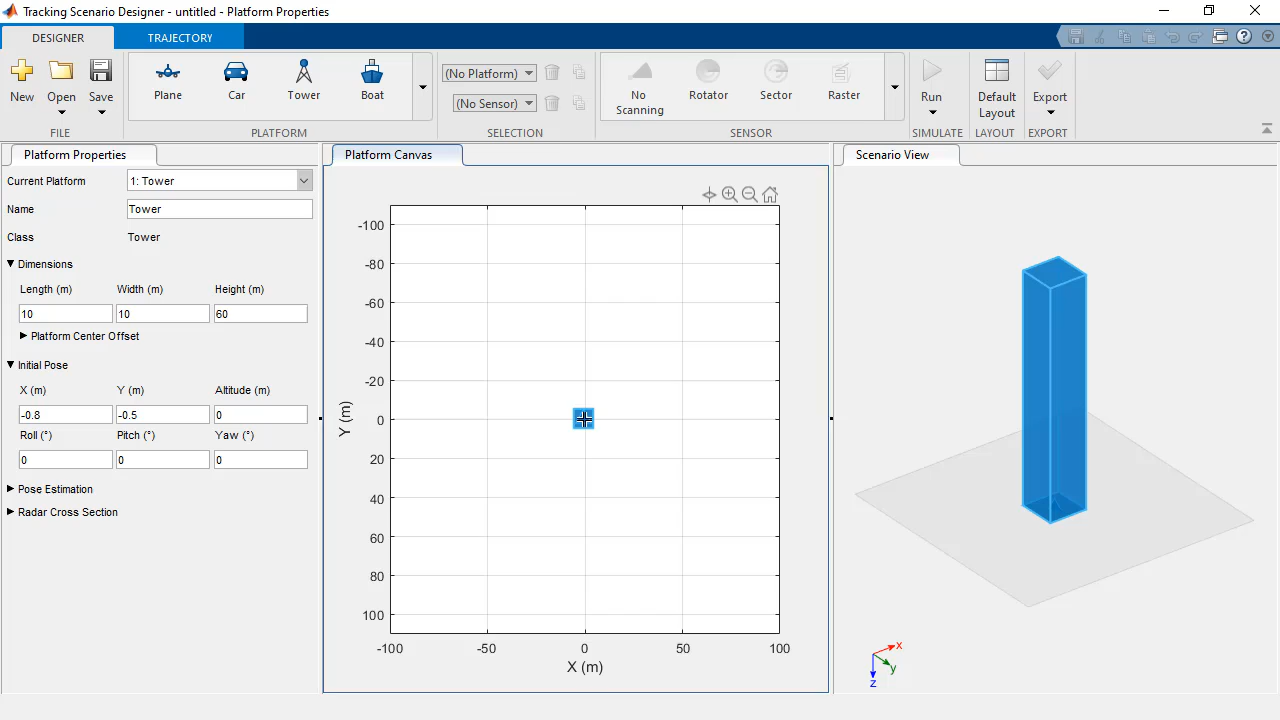 Tracking Scenario Designer - untitled - Platform Properties
DESIGNER
TRAJECTORY
New
Open
Save
Plane
Car
Tower
Boat
(No Platform)
(No Sensor)
No Scanning
Rotator
Sector
Raster
Run
Default Layout
Export
FILE
PLATFORM
SELECTION
SENSOR
SIMULATE
LAYOUT
EXPORT
Platform Properties
Current Platform
1: Tower
Name
Tower
Class
Tower
Dimensions
Length (m)
Width (m)
Height (m)
10
10
60
Platform Center Offset
Initial Pose
X (m)
Y (m)
Altitude (m)
-0.8
-0.5
0
Roll (°)
Pitch (°)
Yaw (°)
0
0
0
Pose Estimation
Radar Cross Section
Platform Canvas
-100
-80
-60
-40
-20
0
20
40
60
80
100
Y (m)
-100
-50
0
50
100
X (m)
Scenario View
x
y
z